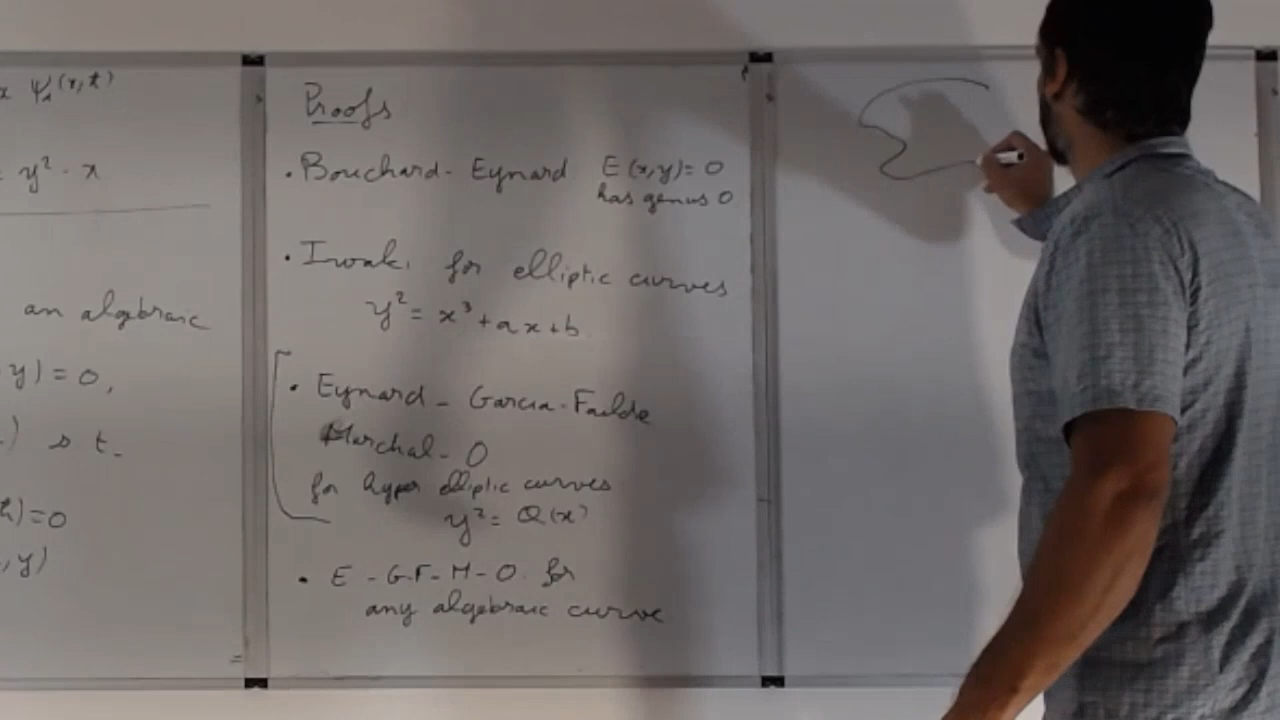 ψ(x,ħ)
= y² - x
an algebraic
y) = 0,
) s t.
ħ)=0
, y)
Proofs
• Bouchard - Eynard E(x,y)=0
has genus 0
• Iwaki for elliptic curves
y² = x³ + a x + b.
• Eynard - Garcia-Failde
Marchal - O
for hyper elliptic curves
y² = Q(x)
• E - G.F - M - O. for
any algebraic curve